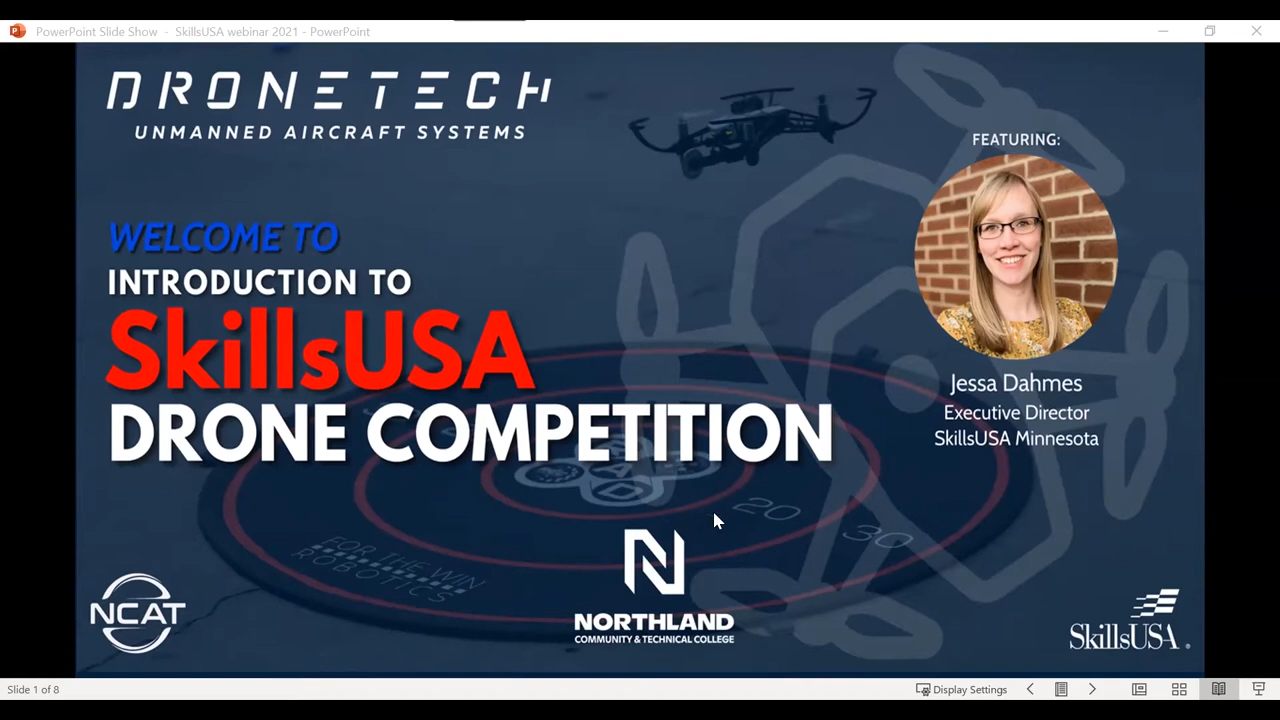 PowerPoint Slide Show - SkillsUSA webinar 2021 - PowerPoint
DRONETECH
UNMANNED AIRCRAFT SYSTEMS
FEATURING:
WELCOME TO
INTRODUCTION TO
SkillsUSA
DRONE COMPETITION
Jessa Dahmes
Executive Director
SkillsUSA Minnesota
20
30
FOR THE WIN
ROBOTICS
NCAT
NORTHLAND
COMMUNITY & TECHNICAL COLLEGE
SkillsUSA®
Slide 1 of 8
Display Settings